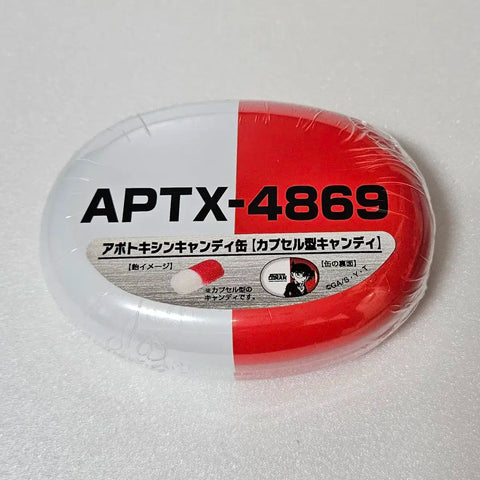 APTX-4869
アポトキシンキャンディ缶【カプセル型キャンディ】
【飴イメージ】
【缶の裏面】
※カプセル型の
キャンディです。
©GA/S・Y・T